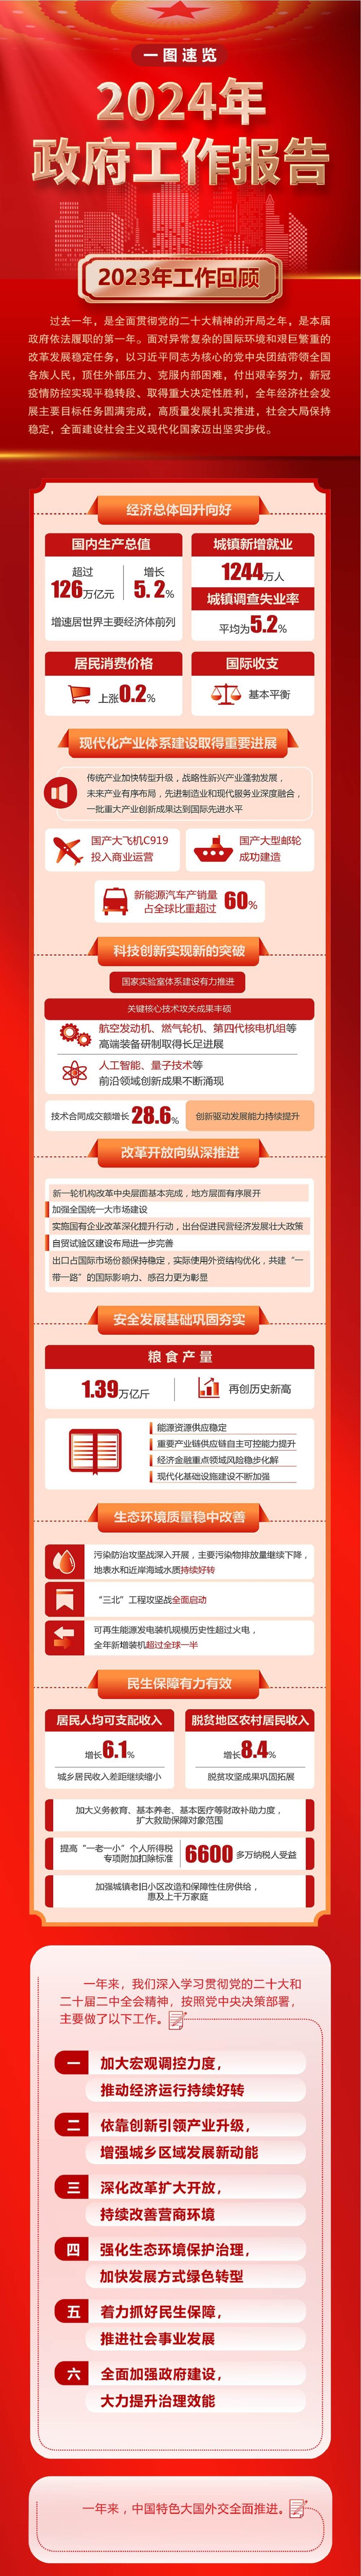 一图速览
2024年
政府工作报告
2023年工作回顾
过去一年，是全面贯彻党的二十大精神的开局之年，是本届
政府依法履职的第一年。面对异常复杂的国际环境和艰巨繁重的
改革发展稳定任务，以习近平同志为核心的党中央团结带领全国
各族人民，顶住外部压力、克服内部困难，付出艰辛努力，新冠
疫情防控实现平稳转段、取得重大决定性胜利，全年经济社会发
展主要目标任务圆满完成，高质量发展扎实推进，社会大局保持
稳定，全面建设社会主义现代化国家迈出坚实步伐。
经济总体回升向好
国内生产总值
超过
126万亿元
增长
5.2%
增速居世界主要经济体前列
城镇新增就业
1244万人
城镇调查失业率
平均为5.2%
居民消费价格
上涨0.2%
国际收支
基本平衡
现代化产业体系建设取得重要进展
传统产业加快转型升级，战略性新兴产业蓬勃发展，
未来产业有序布局，先进制造业和现代服务业深度融合，
一批重大产业创新成果达到国际先进水平
国产大飞机C919
投入商业运营
国产大型邮轮
成功建造
新能源汽车产销量
占全球比重超过
60%
科技创新实现新的突破
国家实验室体系建设有力推进
关键核心技术攻关成果丰硕
航空发动机、燃气轮机、第四代核电机组等
高端装备研制取得长足进展
人工智能、量子技术等
前沿领域创新成果不断涌现
技术合同成交额增长28.6%
创新驱动发展能力持续提升
改革开放向纵深推进
新一轮机构改革中央层面基本完成，地方层面有序展开
加强全国统一大市场建设
实施国有企业改革深化提升行动，出台促进民营经济发展壮大政策
自贸试验区建设布局进一步完善
出口占国际市场份额保持稳定，实际使用外资结构优化，共建“一
带一路”的国际影响力、感召力更为彰显
安全发展基础巩固夯实
粮食产量
1.39万亿斤
再创历史新高
能源资源供应稳定
重要产业链供应链自主可控能力提升
经济金融重点领域风险稳步化解
现代化基础设施建设不断加强
生态环境质量稳中改善
污染防治攻坚战深入开展，主要污染物排放量继续下降，
地表水和近岸海域水质持续好转
“三北”工程攻坚战全面启动
可再生能源发电装机规模历史性超过火电，
全年新增装机超过全球一半
民生保障有力有效
居民人均可支配收入
增长6.1%
城乡居民收入差距继续缩小
脱贫地区农村居民收入
增长8.4%
脱贫攻坚成果巩固拓展
加大义务教育、基本养老、基本医疗等财政补助力度，
扩大救助保障对象范围
提高“一老一小”个人所得税
专项附加扣除标准
6600多万纳税人受益
加强城镇老旧小区改造和保障性住房供给，
惠及上千万家庭
一年来，我们深入学习贯彻党的二十大和
二十届二中全会精神，按照党中央决策部署，
主要做了以下工作。
一 加大宏观调控力度，
推动经济运行持续好转
二 依靠创新引领产业升级，
增强城乡区域发展新动能
三 深化改革扩大开放，
持续改善营商环境
四 强化生态环境保护治理，
加快发展方式绿色转型
五 着力抓好民生保障，
推进社会事业发展
六 全面加强政府建设，
大力提升治理效能
一年来，中国特色大国外交全面推进。